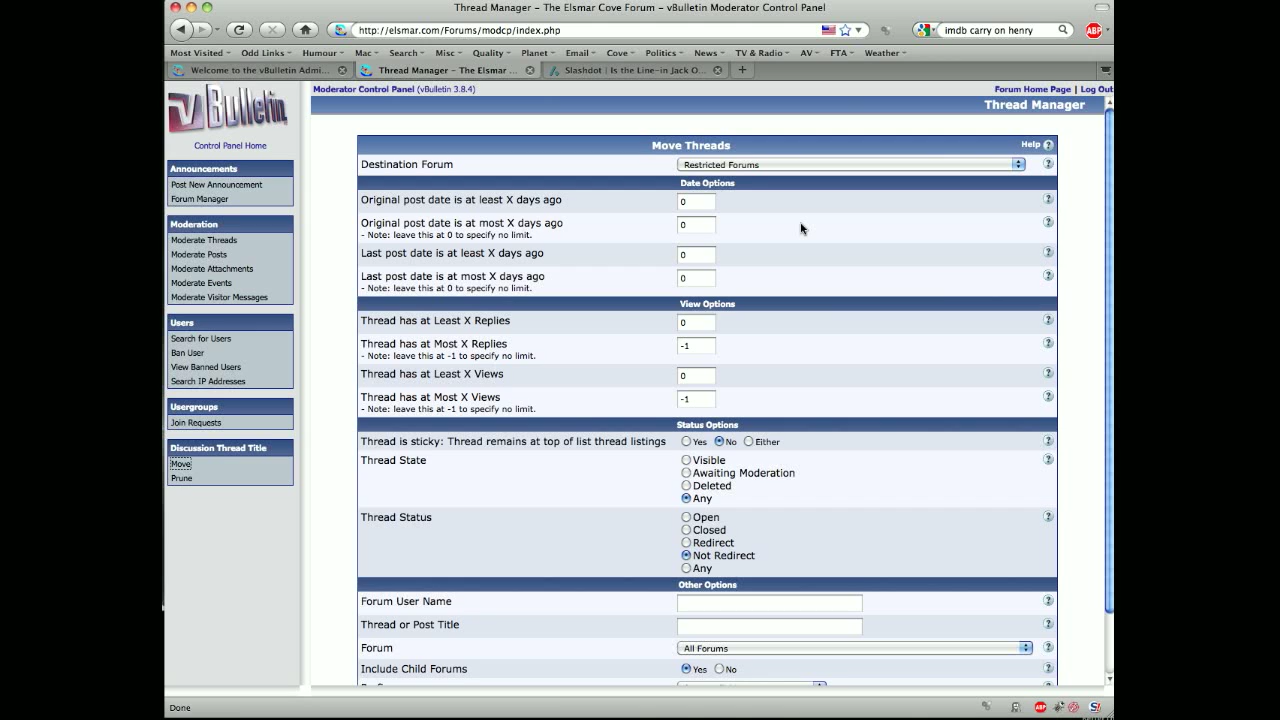 Thread Manager - The Elsmar Cove Forum - vBulletin Moderator Control Panel
http://elsmar.com/Forums/modcp/index.php
imdb carry on henry
ABP
Most Visited Odd Links Humour Mac Search Misc Quality Planet Email Cove Politics News TV & Radio AV FTA Weather
Welcome to the vBulletin Admi...
Thread Manager - The Elsmar ...
Slashdot | Is the Line-in Jack O...
vBulletin
Control Panel Home
Announcements
Post New Announcement
Forum Manager
Moderation
Moderate Threads
Moderate Posts
Moderate Attachments
Moderate Events
Moderate Visitor Messages
Users
Search for Users
Ban User
View Banned Users
Search IP Addresses
Usergroups
Join Requests
Discussion Thread Title
Move
Prune
Moderator Control Panel (vBulletin 3.8.4)
Forum Home Page | Log Out
Thread Manager
Move Threads
Help ?
Destination Forum Restricted Forums ?
Date Options
Original post date is at least X days ago 0 ?
Original post date is at most X days ago 0 ?
- Note: leave this at 0 to specify no limit.
Last post date is at least X days ago 0 ?
Last post date is at most X days ago 0 ?
- Note: leave this at 0 to specify no limit.
View Options
Thread has at Least X Replies 0 ?
Thread has at Most X Replies -1 ?
- Note: leave this at -1 to specify no limit.
Thread has at Least X Views 0 ?
Thread has at Most X Views -1 ?
- Note: leave this at -1 to specify no limit.
Status Options
Thread is sticky: Thread remains at top of list thread listings Yes No Either ?
Thread State Visible ?
Awaiting Moderation
Deleted
Any
Thread Status Open ?
Closed
Redirect
Not Redirect
Any
Other Options
Forum User Name ?
Thread or Post Title ?
Forum All Forums ?
Include Child Forums Yes No ?
Done
ABP